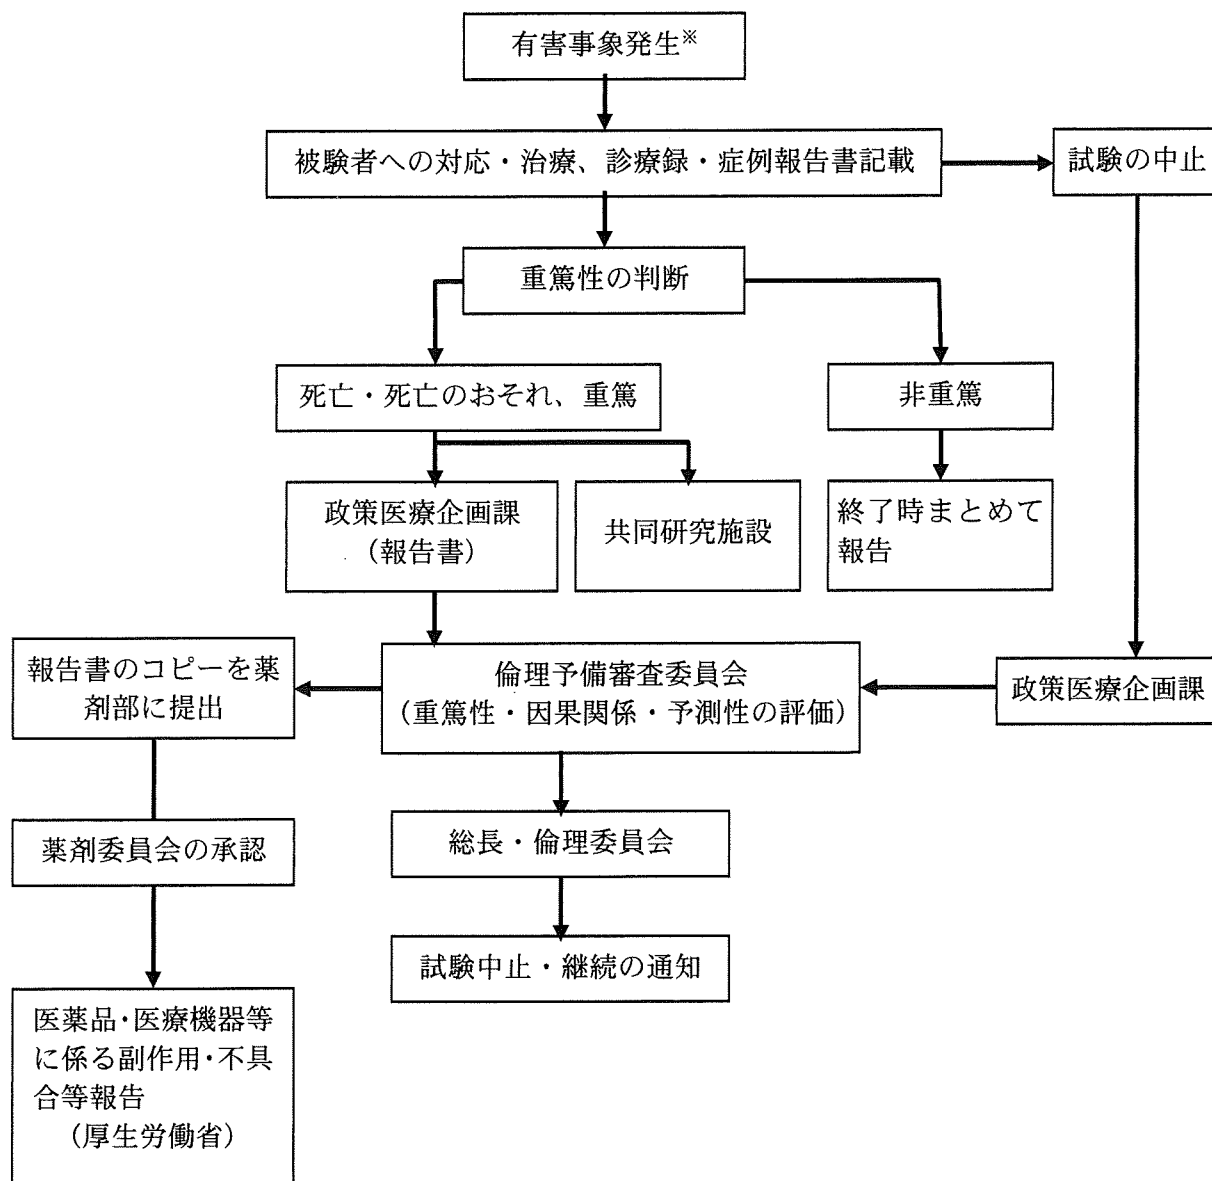 有害事象発生※
被験者への対応・治療、診療録・症例報告書記載
試験の中止
重篤性の判断
死亡・死亡のおそれ、重篤
非重篤
政策医療企画課
（報告書）
共同研究施設
終了時まとめて
報告
報告書のコピーを薬
剤部に提出
倫理予備審査委員会
（重篤性・因果関係・予測性の評価）
政策医療企画課
薬剤委員会の承認
総長・倫理委員会
試験中止・継続の通知
医薬品・医療機器等
に係る副作用・不具
合等報告
（厚生労働省）